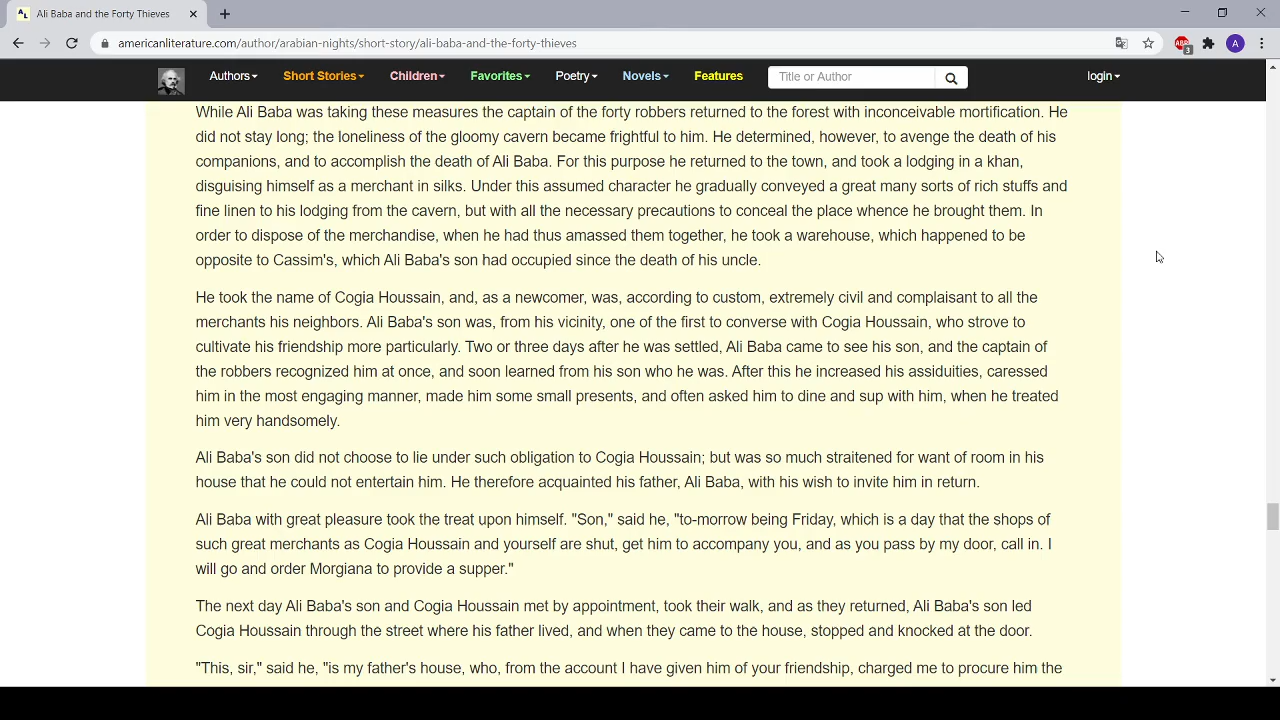 Ali Baba and the Forty Thieves
americanliterature.com/author/arabian-nights/short-story/ali-baba-and-the-forty-thieves
3
A
Authors Short Stories Children Favorites Poetry Novels Features Title or Author login
While Ali Baba was taking these measures the captain of the forty robbers returned to the forest with inconceivable mortification. He
did not stay long; the loneliness of the gloomy cavern became frightful to him. He determined, however, to avenge the death of his
companions, and to accomplish the death of Ali Baba. For this purpose he returned to the town, and took a lodging in a khan,
disguising himself as a merchant in silks. Under this assumed character he gradually conveyed a great many sorts of rich stuffs and
fine linen to his lodging from the cavern, but with all the necessary precautions to conceal the place whence he brought them. In
order to dispose of the merchandise, when he had thus amassed them together, he took a warehouse, which happened to be
opposite to Cassim's, which Ali Baba's son had occupied since the death of his uncle.
He took the name of Cogia Houssain, and, as a newcomer, was, according to custom, extremely civil and complaisant to all the
merchants his neighbors. Ali Baba's son was, from his vicinity, one of the first to converse with Cogia Houssain, who strove to
cultivate his friendship more particularly. Two or three days after he was settled, Ali Baba came to see his son, and the captain of
the robbers recognized him at once, and soon learned from his son who he was. After this he increased his assiduities, caressed
him in the most engaging manner, made him some small presents, and often asked him to dine and sup with him, when he treated
him very handsomely.
Ali Baba's son did not choose to lie under such obligation to Cogia Houssain; but was so much straitened for want of room in his
house that he could not entertain him. He therefore acquainted his father, Ali Baba, with his wish to invite him in return.
Ali Baba with great pleasure took the treat upon himself. "Son," said he, "to-morrow being Friday, which is a day that the shops of
such great merchants as Cogia Houssain and yourself are shut, get him to accompany you, and as you pass by my door, call in. I
will go and order Morgiana to provide a supper."
The next day Ali Baba's son and Cogia Houssain met by appointment, took their walk, and as they returned, Ali Baba's son led
Cogia Houssain through the street where his father lived, and when they came to the house, stopped and knocked at the door.
"This, sir," said he, "is my father's house, who, from the account I have given him of your friendship, charged me to procure him the